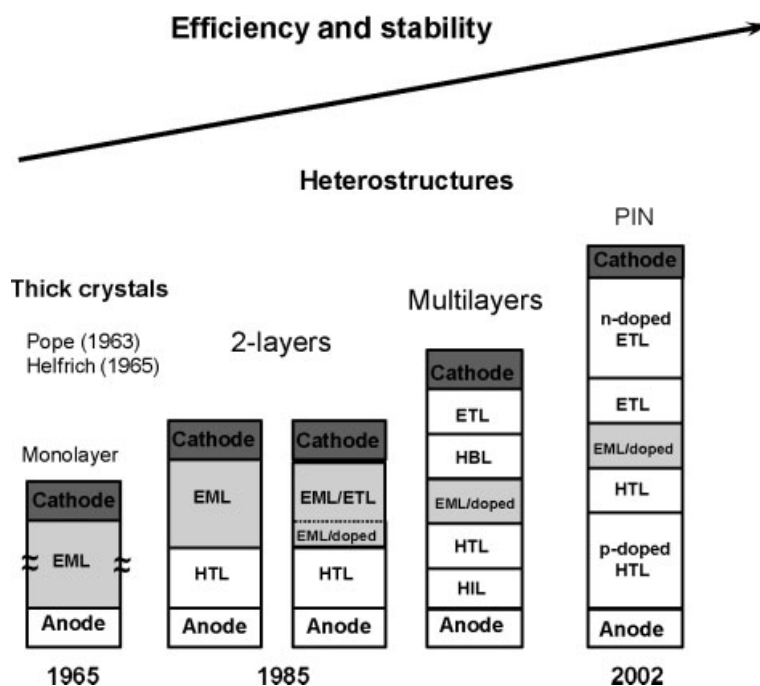 Efficiency and stability
Heterostructures
Thick crystals
Pope (1963)
Helfrich (1965)
Monolayer
Cathode
≈ EML ≈
Anode
1965
2-layers
Cathode
EML
HTL
Anode
Cathode
EML/ETL
EML/doped
HTL
Anode
1985
Multilayers
Cathode
ETL
HBL
EML/doped
HTL
HIL
Anode
PIN
Cathode
n-doped
ETL
ETL
EML/doped
HTL
p-doped
HTL
Anode
2002